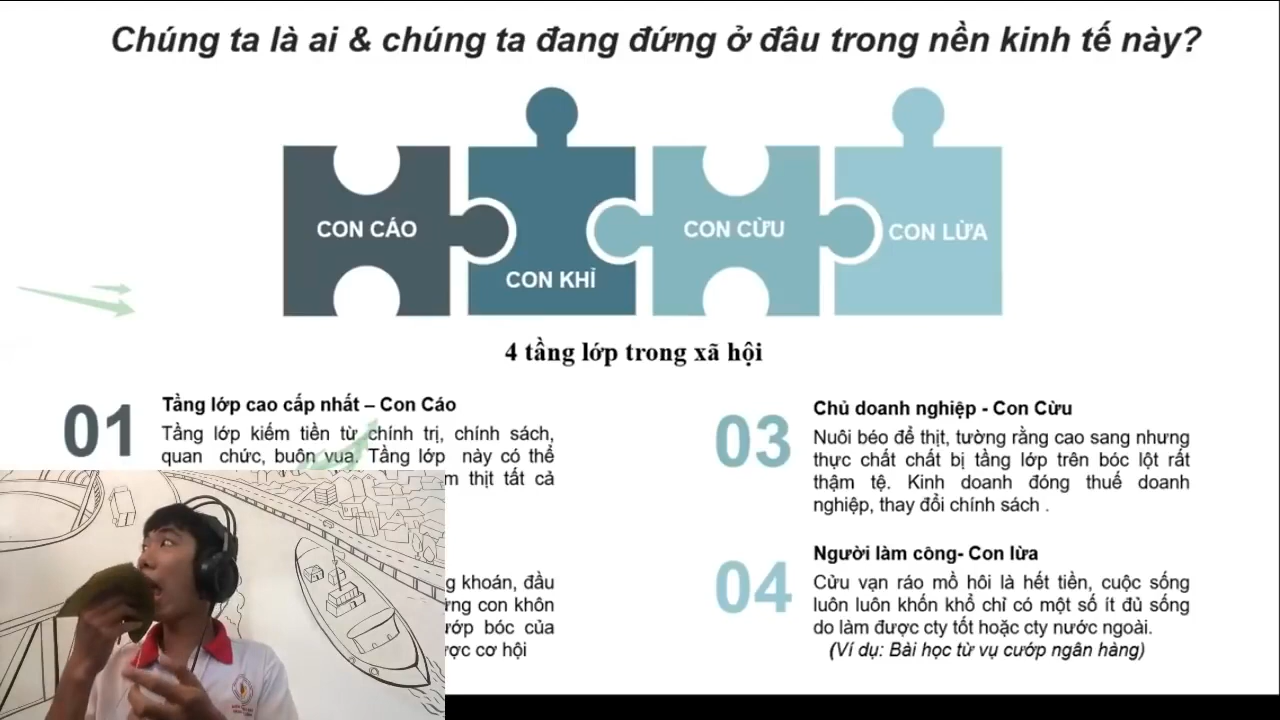 Chúng ta là ai & chúng ta đang đứng ở đâu trong nền kinh tế này?
CON CÁO
CON KHỈ
CON CỪU
CON LỪA
4 tầng lớp trong xã hội
01
Tầng lớp cao cấp nhất – Con Cáo
Tầng lớp kiếm tiền từ chính trị, chính sách,
quan chức, buôn vua. Tầng lớp này có thể
thịt tất cả
khoán, đầu
con khôn
bóc của
cơ hội
03
Chủ doanh nghiệp - Con Cừu
Nuôi béo để thịt, tường rằng cao sang nhưng
thực chất chất bị tầng lớp trên bóc lột rất
thậm tệ. Kinh doanh đóng thuế doanh
nghiệp, thay đổi chính sách .
04
Người làm công- Con lừa
Cửu vạn ráo mồ hôi là hết tiền, cuộc sống
luôn luôn khốn khổ chỉ có một số ít đủ sống
do làm được cty tốt hoặc cty nước ngoài.
(Ví dụ: Bài học từ vụ cướp ngân hàng)